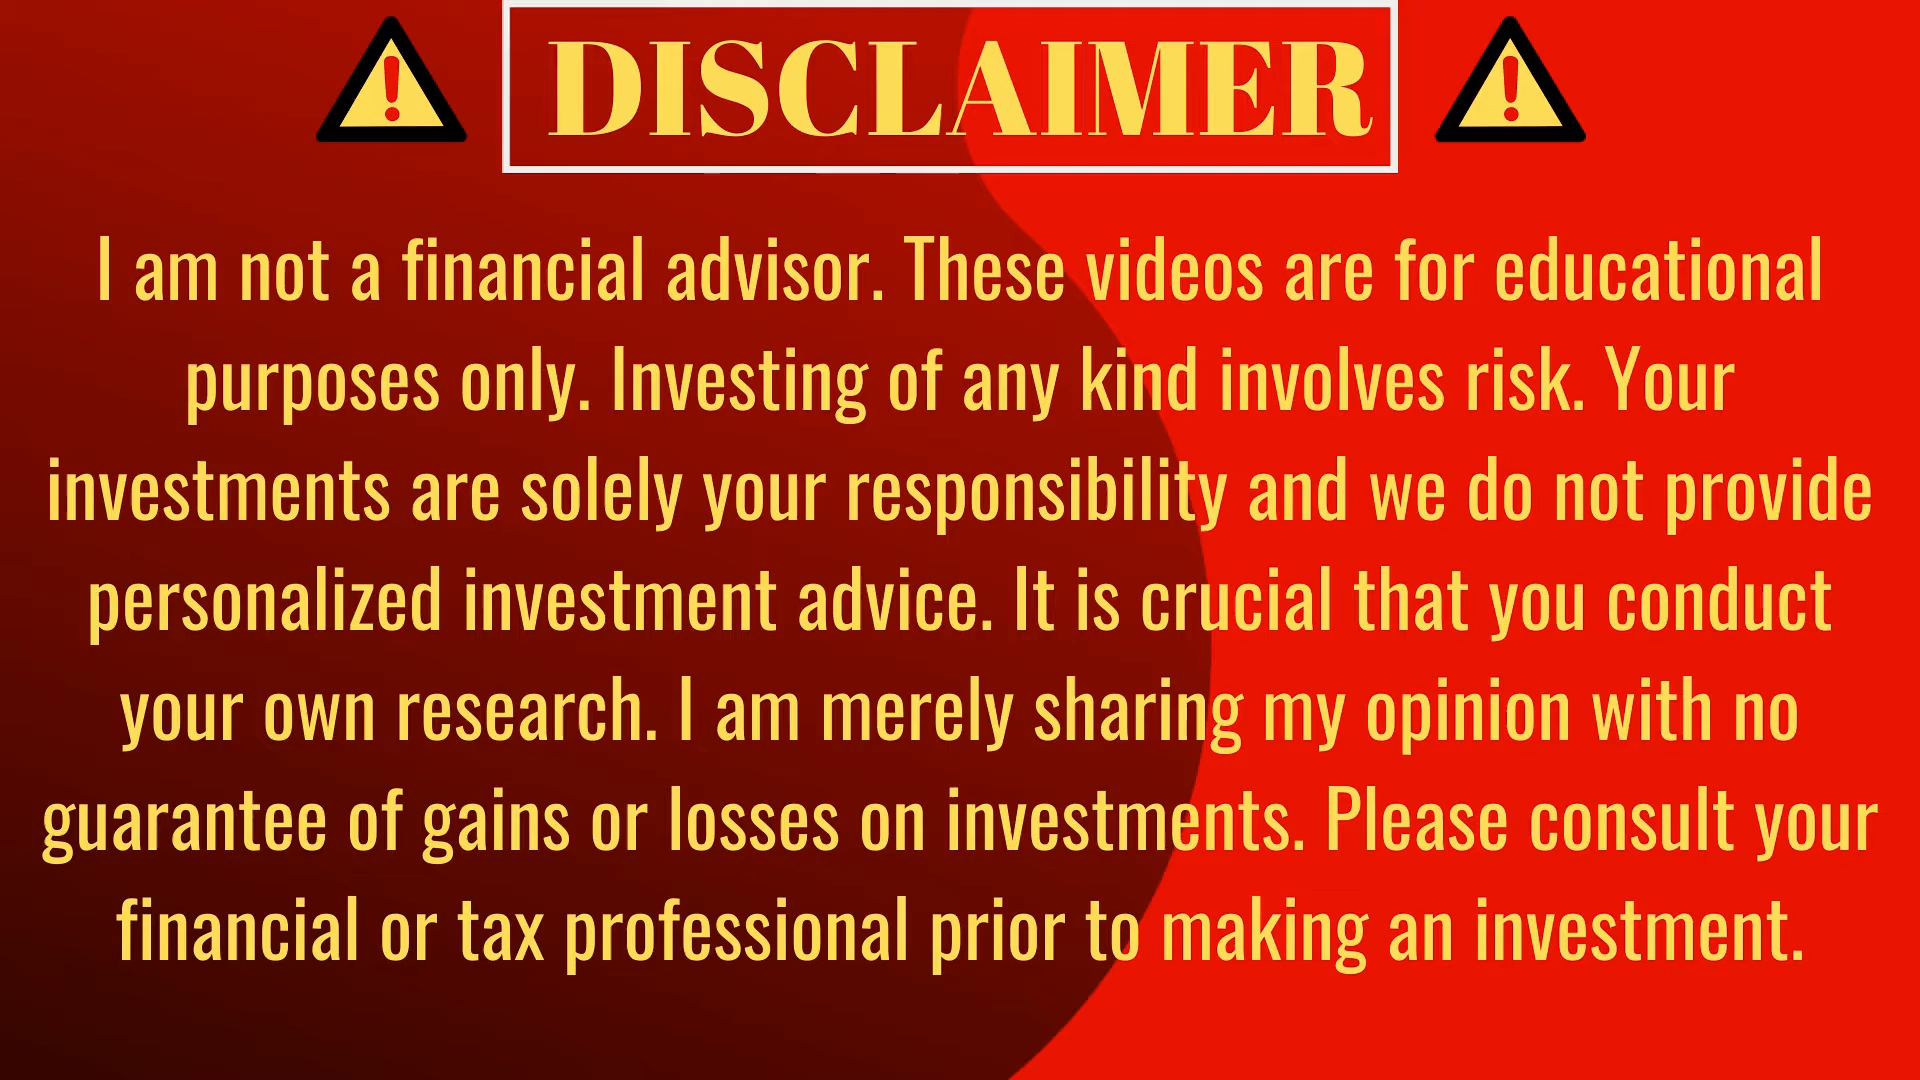 DISCLAIMER
I am not a financial advisor. These videos are for educational
purposes only. Investing of any kind involves risk. Your
investments are solely your responsibility and we do not provide
personalized investment advice. It is crucial that you conduct
your own research. I am merely sharing my opinion with no
guarantee of gains or losses on investments. Please consult your
financial or tax professional prior to making an investment.